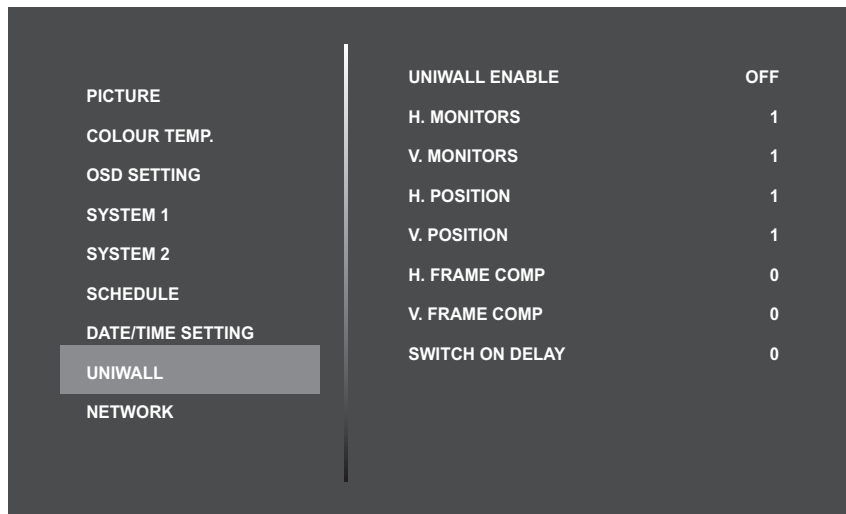 PICTURE
COLOUR TEMP.
OSD SETTING
SYSTEM 1
SYSTEM 2
SCHEDULE
DATE/TIME SETTING
UNIWALL
NETWORK
UNIWALL ENABLE OFF
H. MONITORS 1
V. MONITORS 1
H. POSITION 1
V. POSITION 1
H. FRAME COMP 0
V. FRAME COMP 0
SWITCH ON DELAY 0